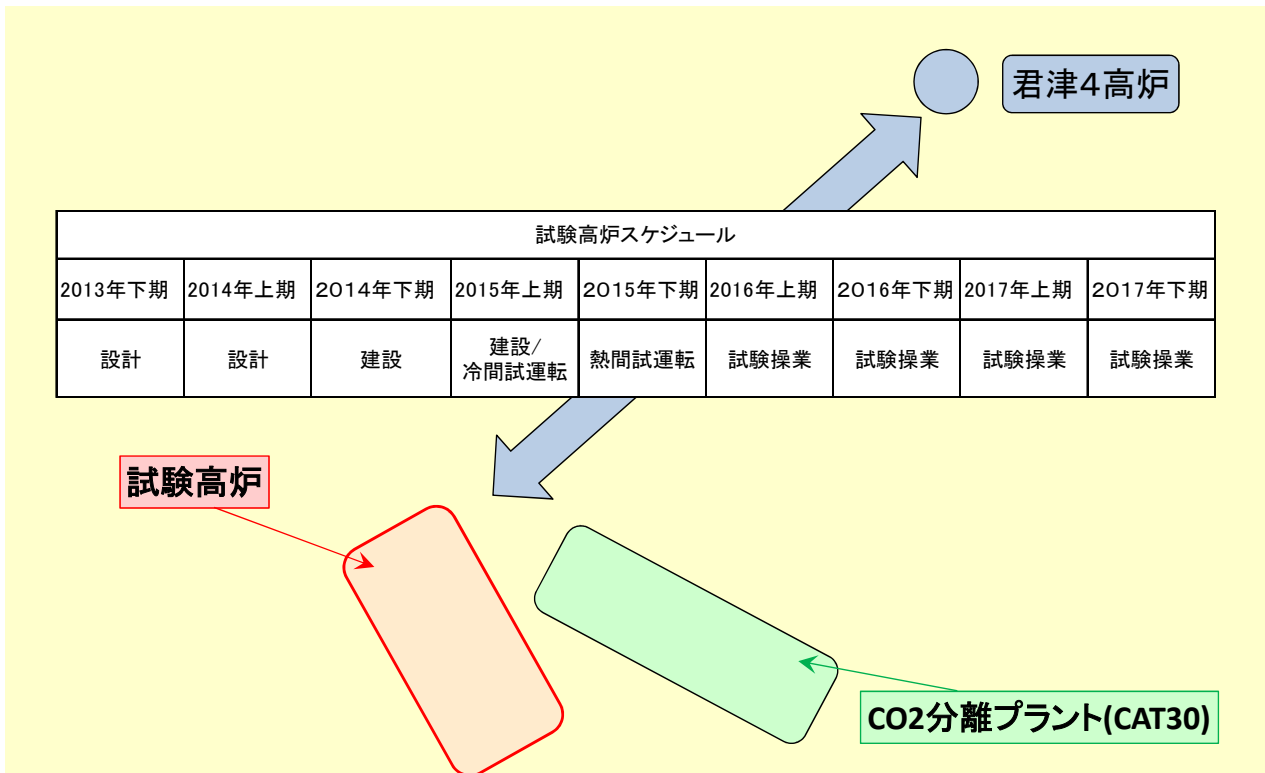 君津４高炉
試験高炉スケジュール
2013年下期 2014年上期 ２０１４年下期 2015年上期 ２０１５年下期 2016年上期 ２０１６年下期 2017年上期 ２０１７年下期
設計 設計 建設 建設/ 熱間試運転 試験操業 試験操業 試験操業 試験操業
冷間試運転
試験高炉
CO2分離プラント(CAT30)